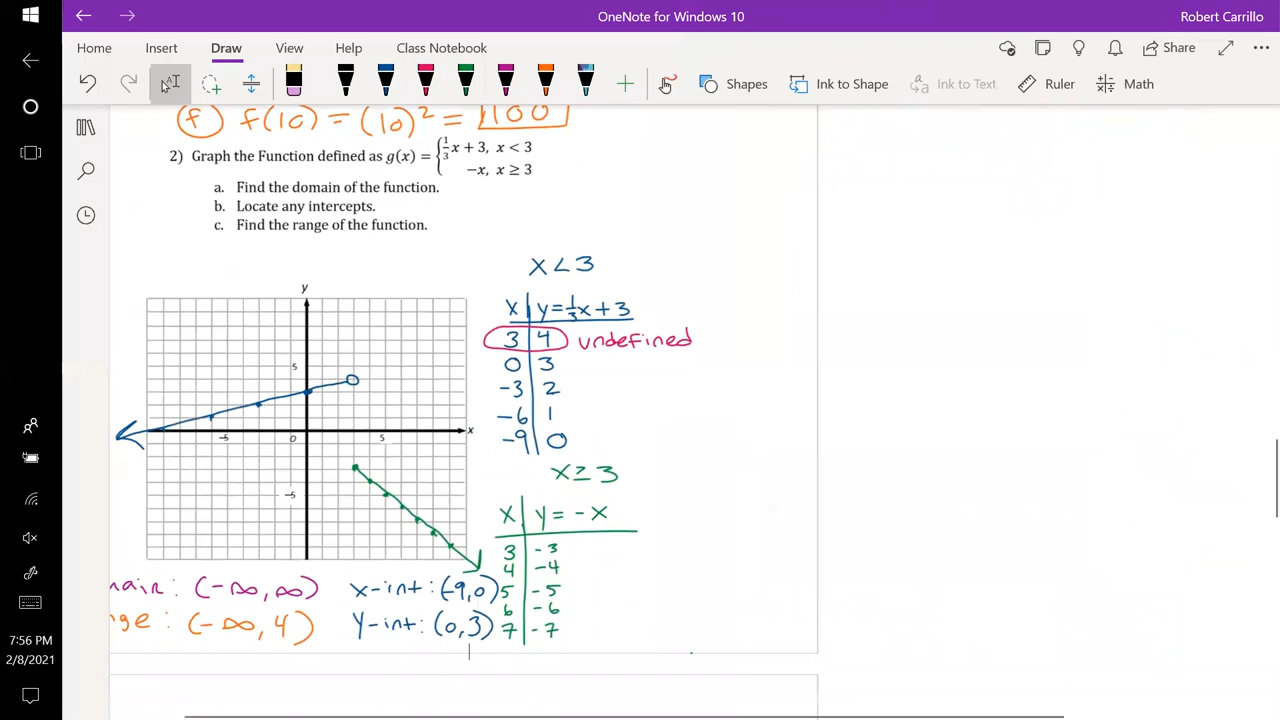 OneNote for Windows 10
Robert Carrillo
Home Insert Draw View Help Class Notebook
Share
Shapes Ink to Shape Ink to Text Ruler Math
(f) f(10) = (10)² = 100
2) Graph the Function defined as g(x) = { 1/3 x + 3, x < 3
−x, x ≥ 3
a. Find the domain of the function.
b. Locate any intercepts.
c. Find the range of the function.
x < 3
y
x | y = 1/3 x + 3
3 | 4 undefined
5
0 | 3
-3 | 2
-6 | 1
-9 | 0
x
−5 0 5
x ≥ 3
−5
x | y = - x
3 | -3
4 | -4
5 | -5
6 | -6
7 | -7
main : (-∞, ∞)
x-int: (-9,0)
nge : (-∞, 4)
y-int: (0,3)
7:56 PM
2/8/2021